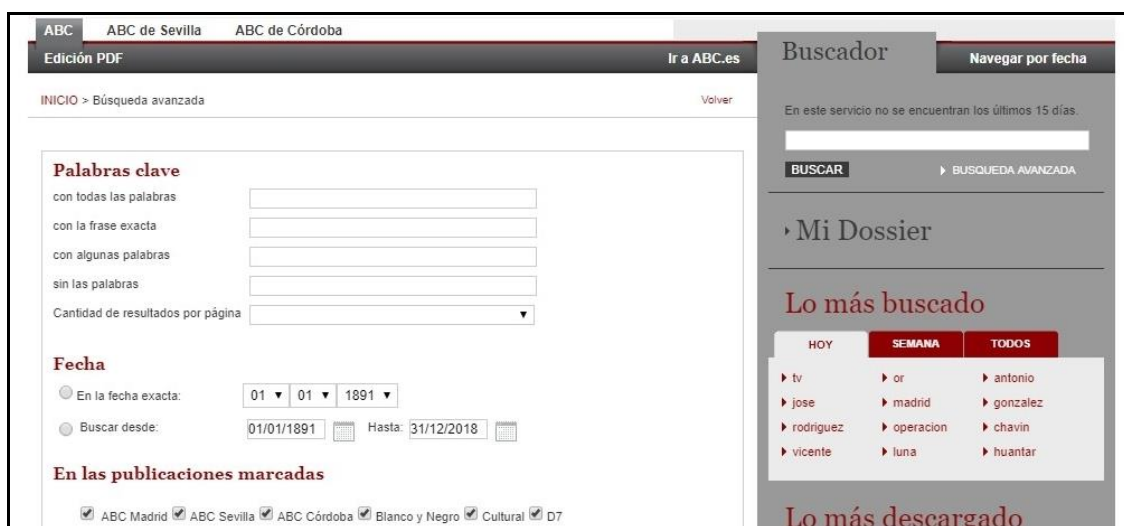 ABC ABC de Sevilla ABC de Córdoba
Edición PDF Ir a ABC.es
INICIO > Búsqueda avanzada Volver
Palabras clave
con todas las palabras
con la frase exacta
con algunas palabras
sin las palabras
Cantidad de resultados por página
Fecha
En la fecha exacta: 01 01 1891
Buscar desde: 01/01/1891 Hasta: 31/12/2018
En las publicaciones marcadas
ABC Madrid ABC Sevilla ABC Córdoba Blanco y Negro Cultural D7
Buscador Navegar por fecha
En este servicio no se encuentran los últimos 15 días.
BUSCAR BUSQUEDA AVANZADA
Mi Dossier
Lo más buscado
HOY SEMANA TODOS
tv or antonio
jose madrid gonzalez
rodriguez operacion chavin
vicente luna huantar
Lo más descargado